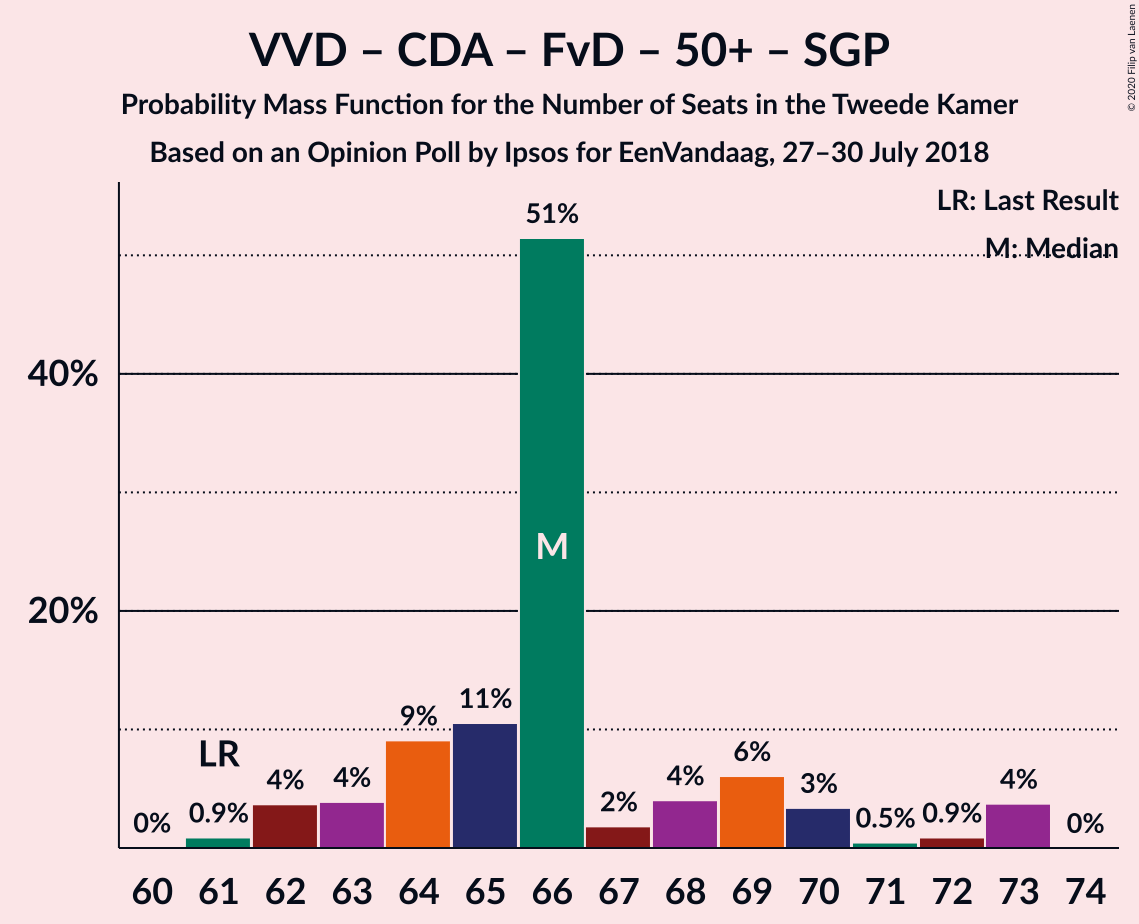 VVD – CDA – FvD – 50+ – SGP
Probability Mass Function for the Number of Seats in the Tweede Kamer
Based on an Opinion Poll by Ipsos for EenVandaag, 27–30 July 2018
© 2020 Filip van Laenen
LR: Last Result
M: Median
40%
20%
0%
LR
0.9%
4%
4%
9%
11%
51%
M
2%
4%
6%
3%
0.5%
0.9%
4%
0%
60 61 62 63 64 65 66 67 68 69 70 71 72 73 74